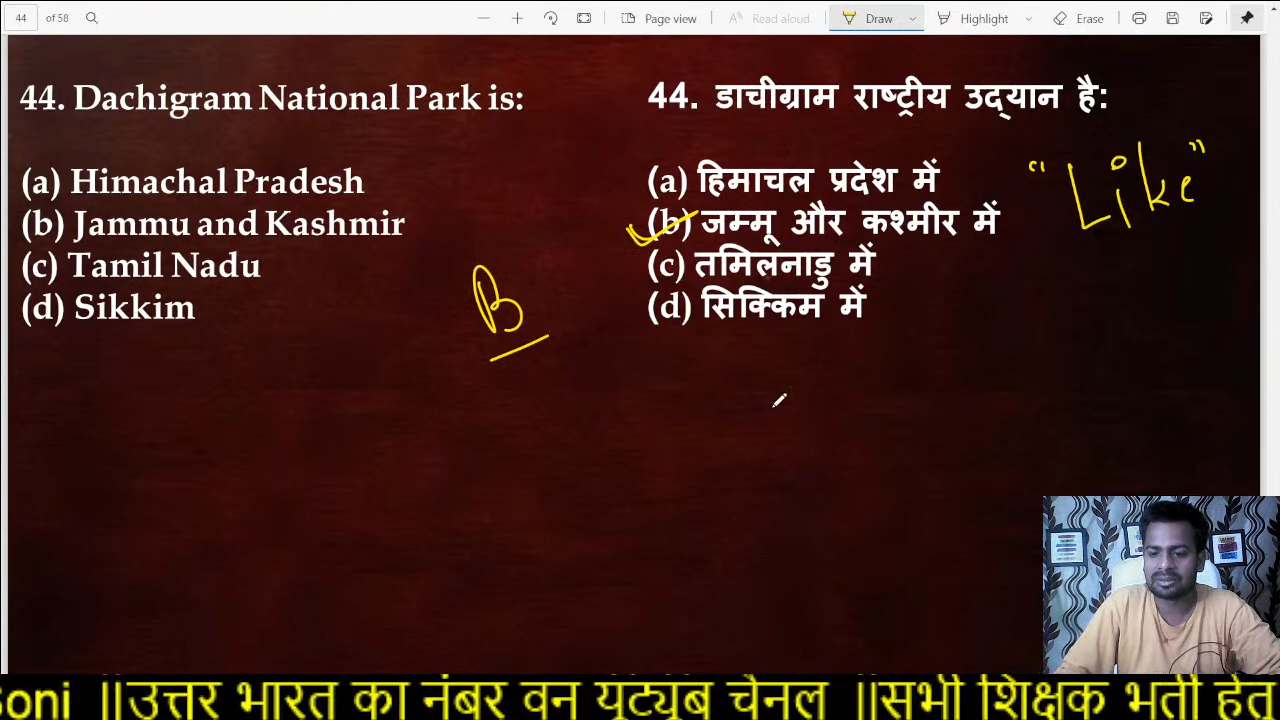 44 of 58 Page view Read aloud Draw Highlight Erase
44. Dachigram National Park is:
(a) Himachal Pradesh
(b) Jammu and Kashmir
(c) Tamil Nadu
(d) Sikkim
B
44. डाचीग्राम राष्ट्रीय उद्यान है:
(a) हिमाचल प्रदेश में
(b) जम्मू और कश्मीर में
(c) तमिलनाडु में
(d) सिक्किम में
"Like"
soni ॥उत्तर भारत का नंबर वन यूट्यूब चैनल ॥सभी शिक्षक भर्ती हेतु